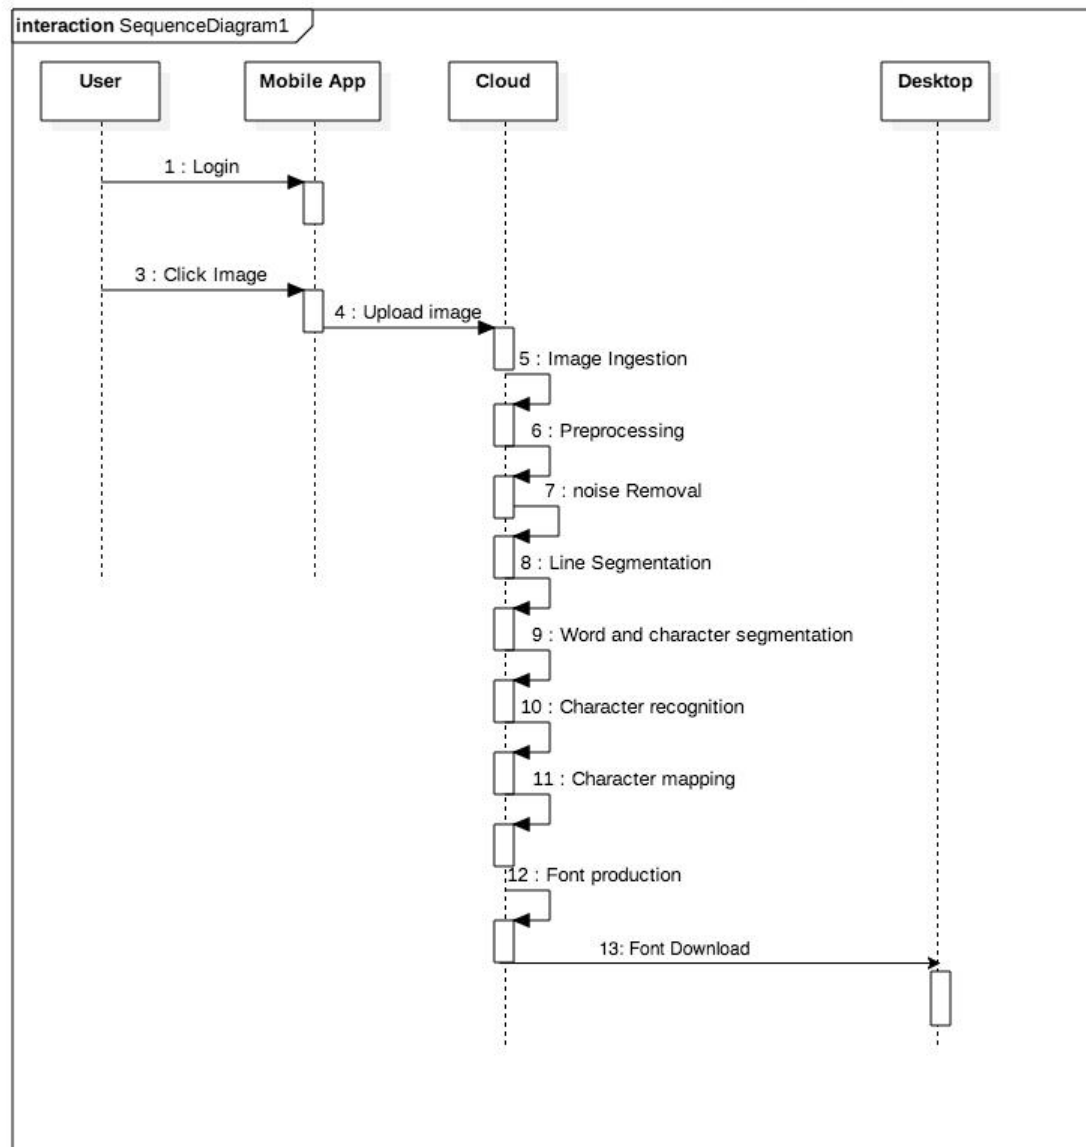 interaction SequenceDiagram1
User
Mobile App
Cloud
Desktop
1 : Login
3 : Click Image
4 : Upload image
5 : Image Ingestion
6 : Preprocessing
7 : noise Removal
8 : Line Segmentation
9 : Word and character segmentation
10 : Character recognition
11 : Character mapping
12 : Font production
13: Font Download